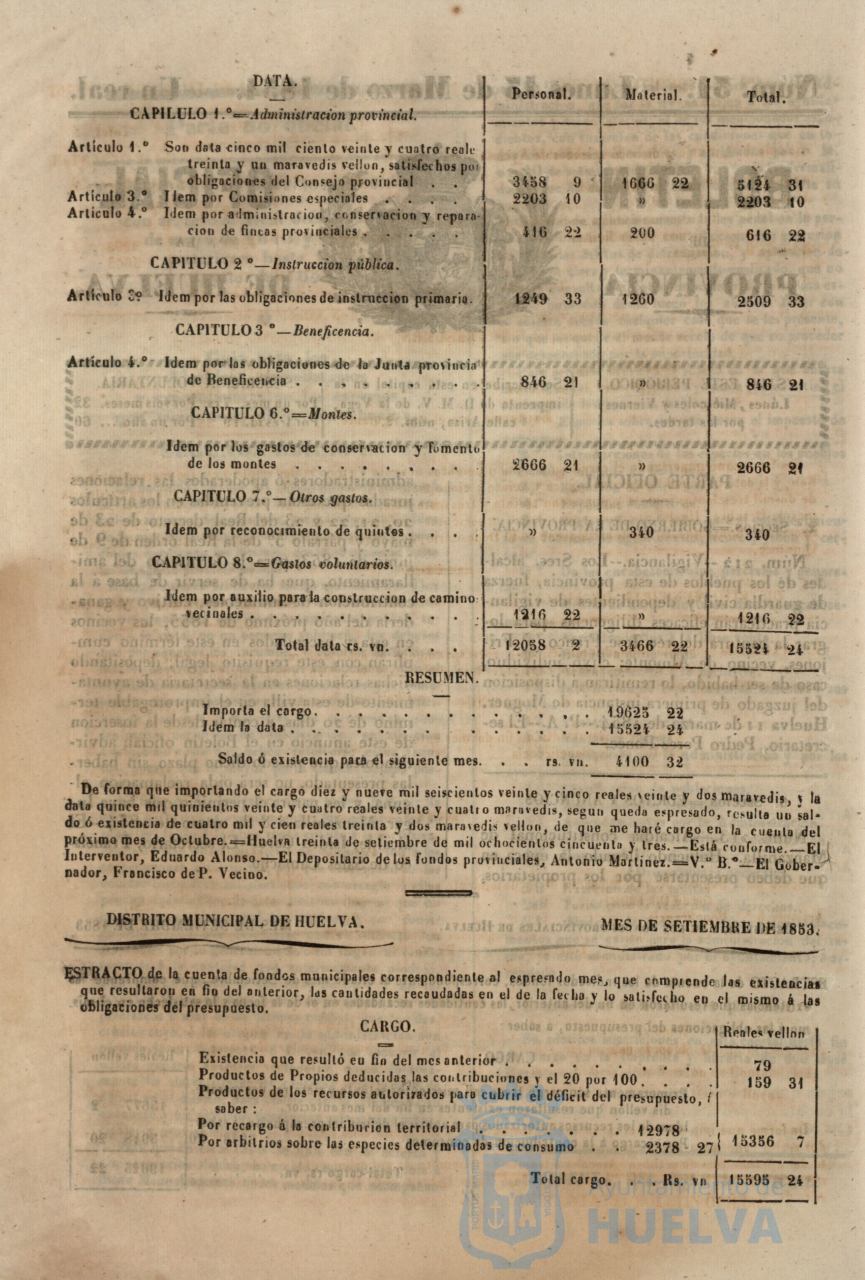 DATA.
Personal. Material. Total.
CAPILULO 1.º=Administracion provincial.
Artículo 1.º Son data cinco mil ciento veinte y cuatro reale
treinta y un maravedis vellon, satisfechos por
obligaciones del Consejo provincial . . 3458 9 1666 22 5124 31
Artículo 3.º Idem por Comisiones especiales . . . . 2203 10 » 2203 10
Artículo 4.º Idem por administracion, conservacion y repara-
cion de fincas provinciales . . . . . 416 22 200 616 22
CAPITULO 2 º—Instruccion pública.
Artículo 3º Idem por las obligaciones de instruccion primaria. 1249 33 1260 2509 33
CAPITULO 3 º—Beneficencia.
Artículo 4.º Idem por las obligaciones de la Junta provincia
de Beneficencia . . . . . . . . . 846 21 » 846 21
CAPITULO 6.º=Montes.
Idem por los gastos de conservacion y fomento
de los montes . . . . . . . . 2666 21 » 2666 21
CAPITULO 7.º—Otros gastos.
Idem por reconocimiento de quintos . . . . » 340 340
CAPITULO 8.º=Gastos voluntarios.
Idem por auxilio para la construccion de camino
vecinales . . . . . . . . . . 1216 22 » 1216 22
Total data rs. vn. . . . 12058 2 3466 22 15524 24
RESUMEN.
Importa el cargo. . . . . . . . . . . . 19625 22
Idem la data . . . . . . . . . . . . 15524 24
Saldo ó existencia para el siguiente mes. . . rs. vn. 4100 32
De forma que importando el cargo diez y nueve mil seiscientos veinte y cinco reales veinte y dos maravedis, y la
data quince mil quinientos veinte y cuatro reales veinte y cuatro maravedis, segun queda espresado, resulta un sal-
do ó existencia de cuatro mil y cien reales treinta y dos maravedis vellon, de que me haré cargo en la cuenta del
próximo mes de Octubre.=Huelva treinta de setiembre de mil ochocientos cincuenta y tres.—Está conforme.—El
Interventor, Eduardo Alonso.—El Depositario de los fondos provinciales, Antonio Martinez.=V.º B.º—El Gober-
nador, Francisco de P. Vecino.
DISTRITO MUNICIPAL DE HUELVA. MES DE SETIEMBRE DE 1853.
ESTRACTO de la cuenta de fondos municipales correspondiente al espresado mes, que comprende las existencias
que resultaron en fin del anterior, las cantidades recaudadas en el de la fecha y lo satisfecho en el mismo á las
obligaciones del presupuesto.
CARGO. Reales vellon
Existencia que resultó eu fin del mes anterior . . . . . . . . 79
Productos de Propios deducidas las contribuciones y el 20 por 100. . . . 159 31
Productos de los recursos autorizados para cubrir el déficit del presupuesto, á
saber :
Por recargo á la contribucion territorial . . . . . . . 12978
Por arbitrios sobre las especies determinadas de consumo . . 2378 27 15356 7
Total cargo. . . Rs. vn 15595 24
Ayuntamiento de
HUELVA